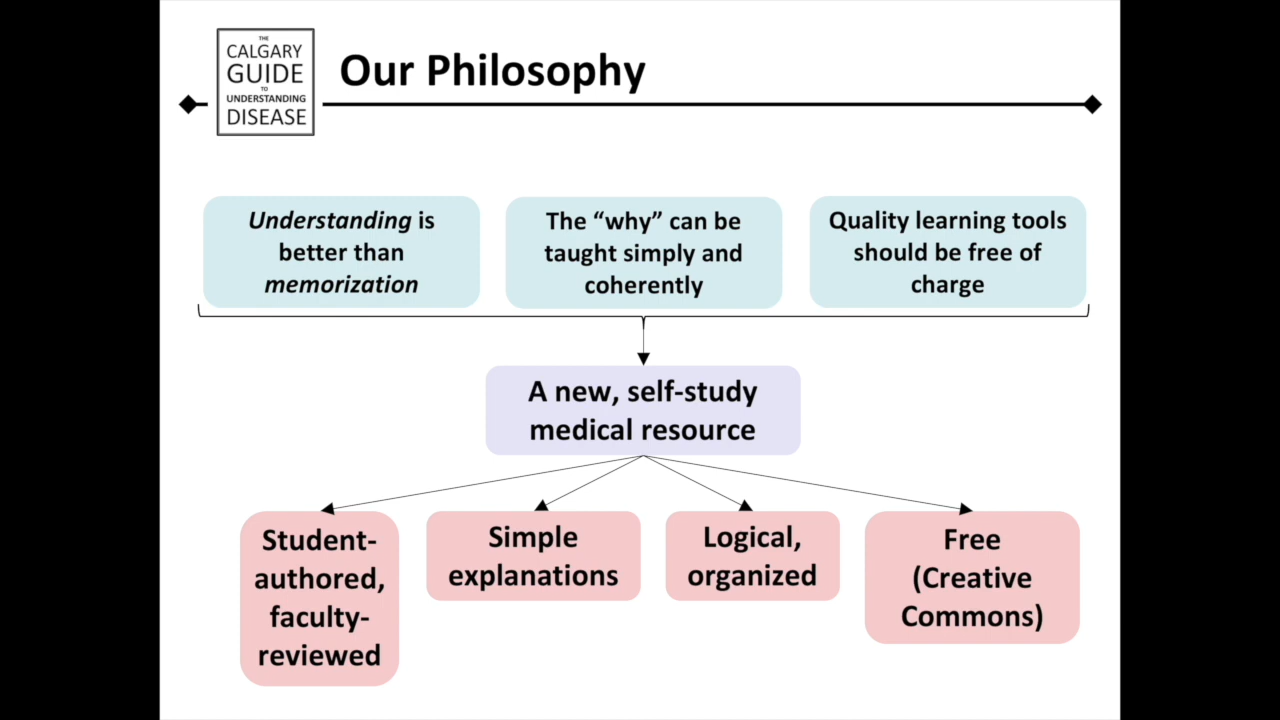 THE
CALGARY
GUIDE
TO
UNDERSTANDING
DISEASE
Our Philosophy
Understanding is
better than
memorization
The “why” can be
taught simply and
coherently
Quality learning tools
should be free of
charge
A new, self-study
medical resource
Student-
authored,
faculty-
reviewed
Simple
explanations
Logical,
organized
Free
(Creative
Commons)